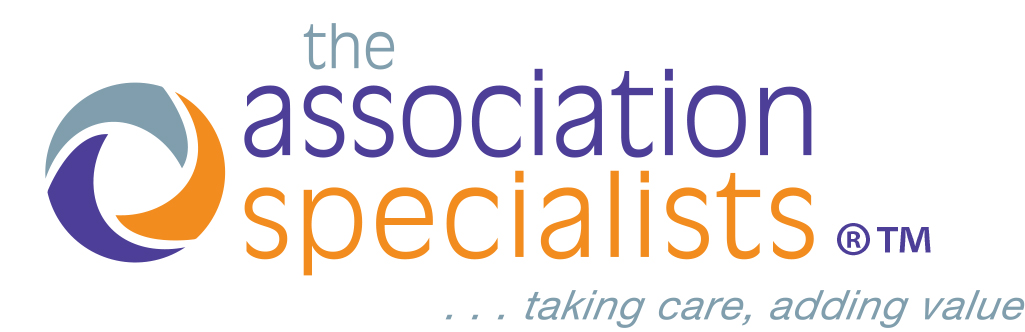 the
association
specialists ®™
. . . taking care, adding value